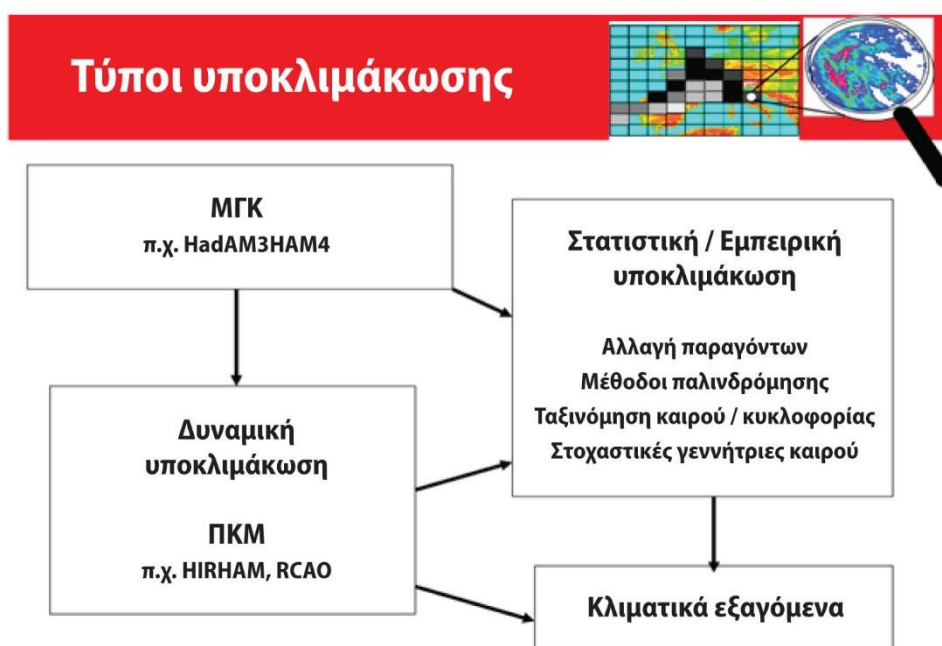 Τύποι υποκλιμάκωσης
ΜΓΚ
π.χ. HadAM3HAM4
Δυναμική
υποκλιμάκωση
ΠΚΜ
π.χ. HIRHAM, RCAO
Στατιστική / Εμπειρική
υποκλιμάκωση
Αλλαγή παραγόντων
Μέθοδοι παλινδρόμησης
Ταξινόμηση καιρού / κυκλοφορίας
Στοχαστικές γεννήτριες καιρού
Κλιματικά εξαγόμενα